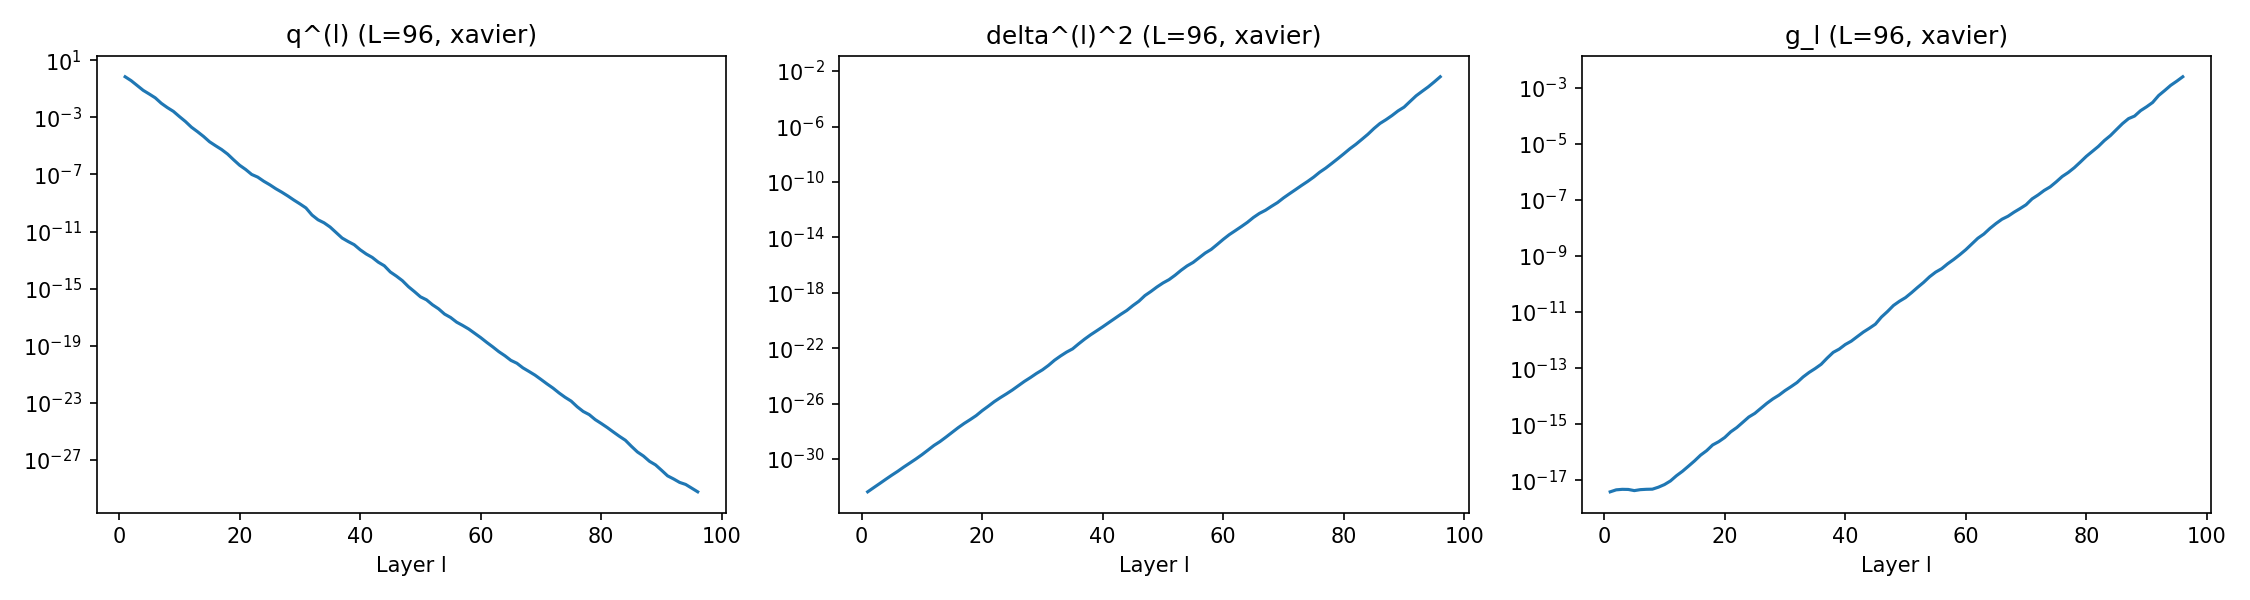 q^(l) (L=96, xavier)
10^1
10^-3
10^-7
10^-11
10^-15
10^-19
10^-23
10^-27
0 20 40 60 80 100
Layer l
delta^(l)^2 (L=96, xavier)
10^-2
10^-6
10^-10
10^-14
10^-18
10^-22
10^-26
10^-30
0 20 40 60 80 100
Layer l
g_l (L=96, xavier)
10^-3
10^-5
10^-7
10^-9
10^-11
10^-13
10^-15
10^-17
0 20 40 60 80 100
Layer l